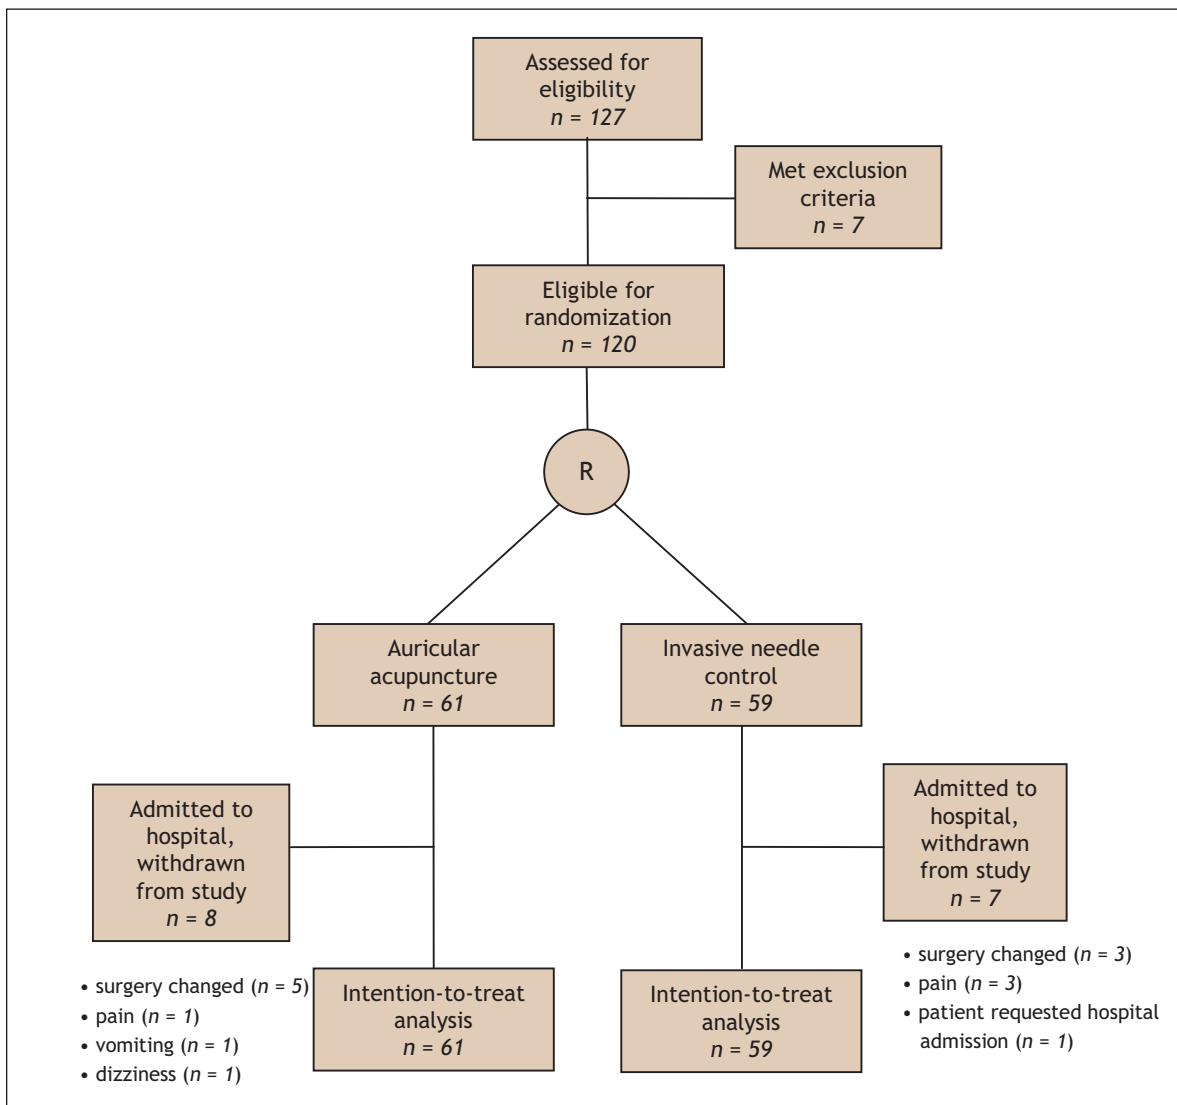 Assessed for
eligibility
n = 127
Met exclusion
criteria
n = 7
Eligible for
randomization
n = 120
R
Auricular
acupuncture
n = 61
Invasive needle
control
n = 59
Admitted to
hospital,
withdrawn
from study
n = 8
• surgery changed (n = 5)
• pain (n = 1)
• vomiting (n = 1)
• dizziness (n = 1)
Admitted to
hospital,
withdrawn
from study
n = 7
• surgery changed (n = 3)
• pain (n = 3)
• patient requested hospital
admission (n = 1)
Intention-to-treat
analysis
n = 61
Intention-to-treat
analysis
n = 59